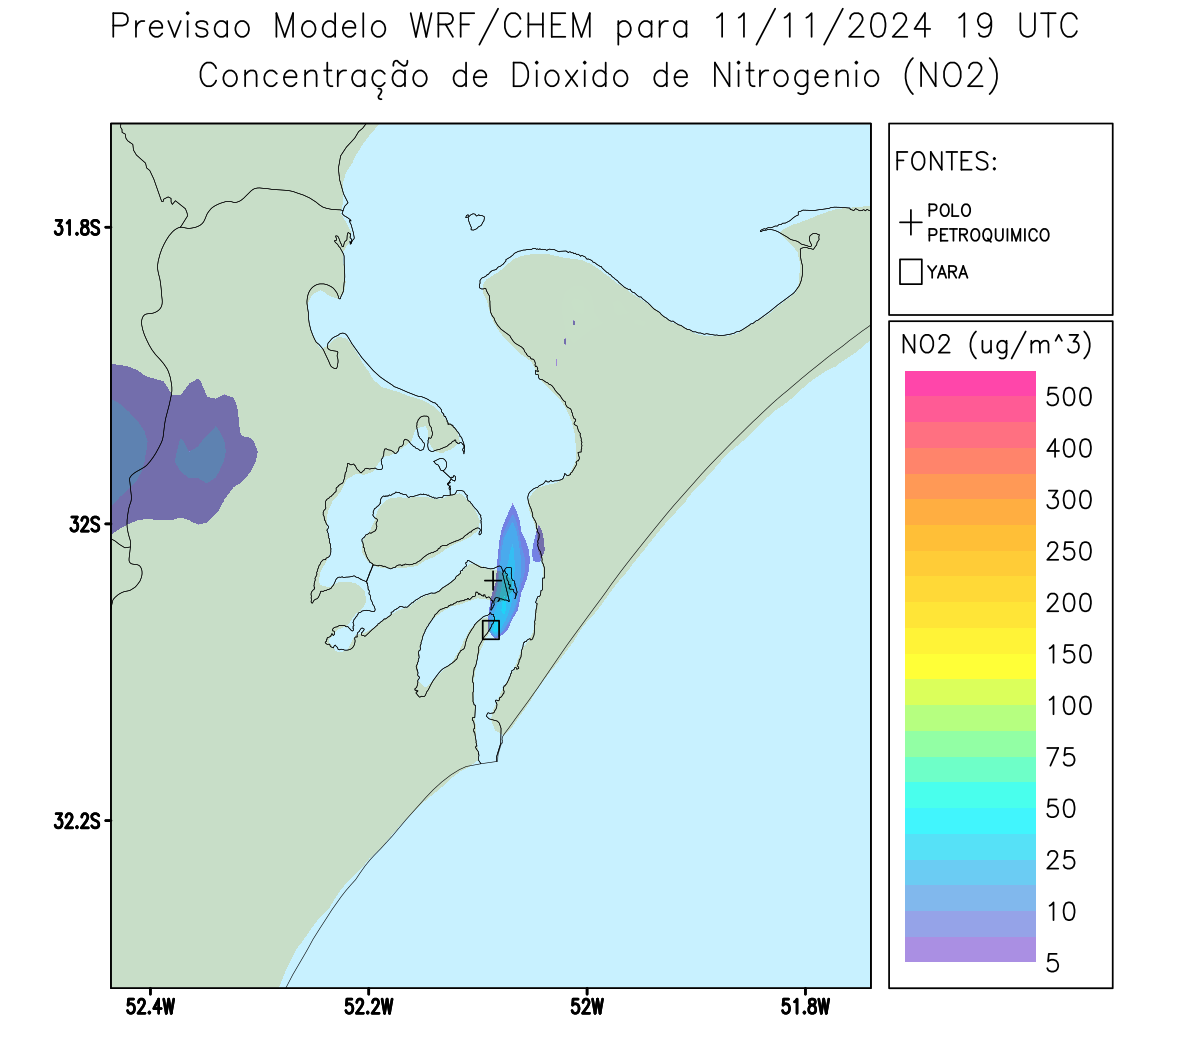 Previsao Modelo WRF/CHEM para 11/11/2024 19 UTC
Concentração de Dioxido de Nitrogenio (NO2)
FONTES:
POLO
PETROQUIMICO
YARA
31.8S
32S
32.2S
52.4W
52.2W
52W
51.8W
NO2 (ug/m^3)
500
400
300
250
200
150
100
75
50
25
10
5